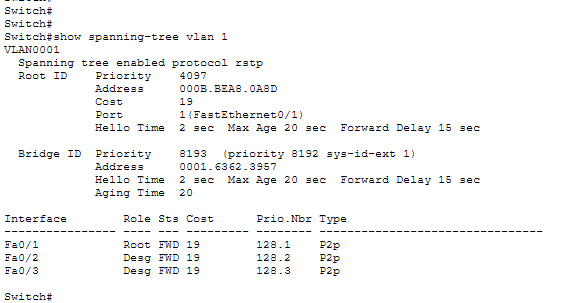 Switch#
Switch#
Switch#show spanning-tree vlan 1
VLAN0001
  Spanning tree enabled protocol rstp
  Root ID    Priority    4097
             Address     000B.BEA8.0A8D
             Cost        19
             Port        1(FastEthernet0/1)
             Hello Time  2 sec  Max Age 20 sec  Forward Delay 15 sec

  Bridge ID  Priority    8193  (priority 8192 sys-id-ext 1)
             Address     0001.6362.3957
             Hello Time  2 sec  Max Age 20 sec  Forward Delay 15 sec
             Aging Time  20

Interface        Role Sts Cost      Prio.Nbr Type
---------------- ---- --- --------- -------- --------------------------------
Fa0/1            Root FWD 19        128.1    P2p
Fa0/2            Desg FWD 19        128.2    P2p
Fa0/3            Desg FWD 19        128.3    P2p

Switch#